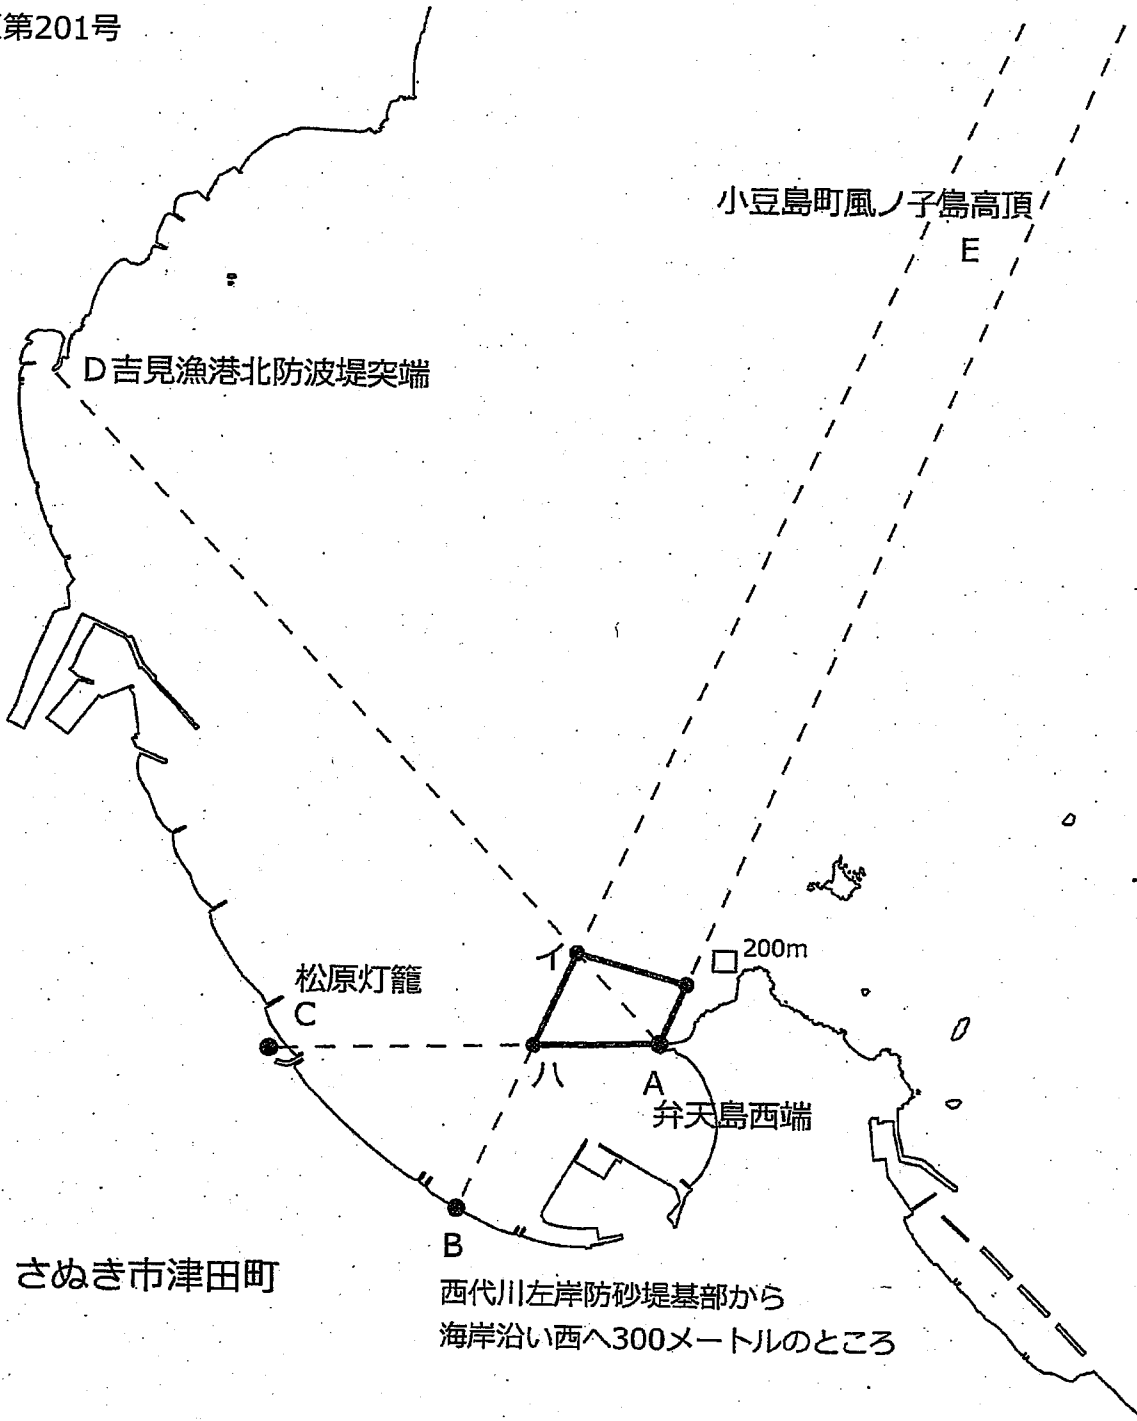 第201号
小豆島町風ノ子島高頂
E
D吉見漁港北防波堤突端
イ
200m
松原灯籠
C
ハ
A
弁天島西端
B
さぬき市津田町
西代川左岸防砂堤基部から
海岸沿い西へ300メートルのところ